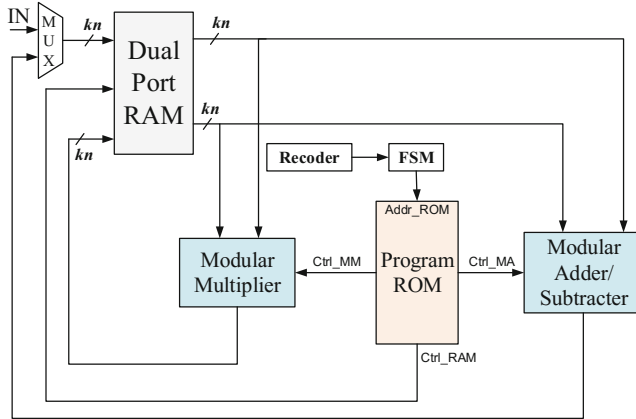 IN
M
U
X
kn
Dual
Port
RAM
kn
kn
kn
Recoder
FSM
Addr_ROM
Program
ROM
Ctrl_MM
Ctrl_MA
Ctrl_RAM
Modular
Multiplier
Modular
Adder/
Subtracter